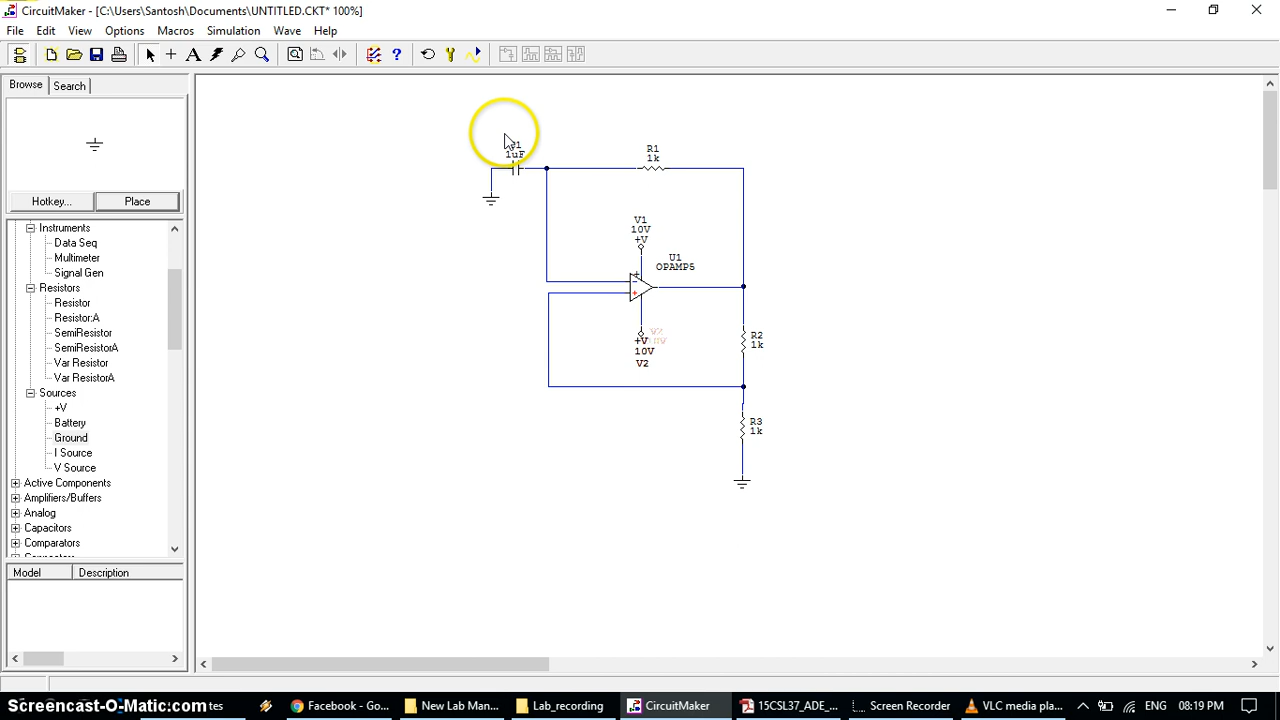 CircuitMaker - [C:\Users\Santosh\Documents\UNTITLED.CKT* 100%]
File Edit View Options Macros Simulation Wave Help
Browse Search
Hotkey... Place
Instruments
Data Seq
Multimeter
Signal Gen
Resistors
Resistor
Resistor:A
SemiResistor
SemiResistorA
Var Resistor
Var ResistorA
Sources
+V
Battery
Ground
I Source
V Source
Active Components
Amplifiers/Buffers
Analog
Capacitors
Comparators
Model Description
1uF
R1
1k
V1
10V
+V
U1
OPAMP5
+V
10V
V2
R2
1k
R3
1k
Screencast-O-Matic.com
tes
Facebook - Go...
New Lab Man...
Lab_recording
CircuitMaker
15CSL37_ADE_...
Screen Recorder
VLC media pla...
ENG
08:19 PM